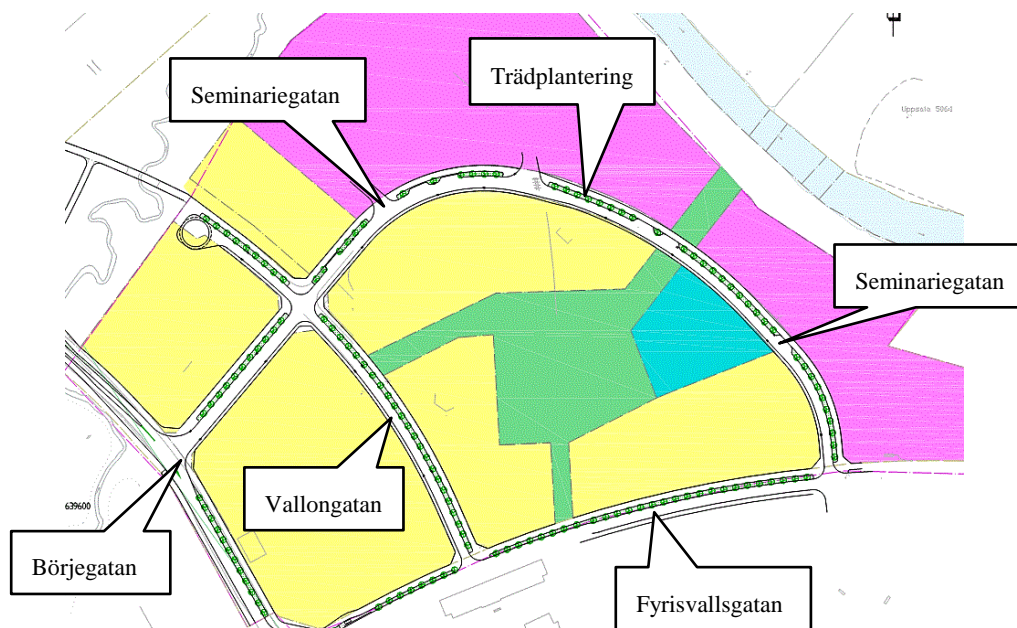 Trädplantering
Seminariegatan
Uppsala 5064
Seminariegatan
Vallongatan
639600
Börjegatan
Fyrisvallsgatan